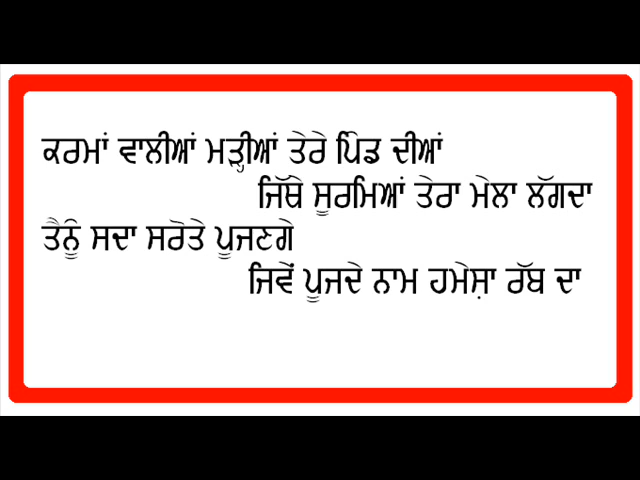 ਕਰਮਾਂ ਵਾਲੀਆਂ ਮੜ੍ਹੀਆਂ ਤੇਰੇ ਪਿੰਡ ਦੀਆਂ
ਜਿੱਥੇ ਸੂਰਮਿਆਂ ਤੇਰਾ ਮੇਲਾ ਲੱਗਦਾ
ਤੈਨੂੰ ਸਦਾ ਸਰੋਤੇ ਪੂਜਣਗੇ
ਜਿਵੇਂ ਪੂਜਦੇ ਨਾਮ ਹਮੇਸ਼ਾ ਰੱਬ ਦਾ